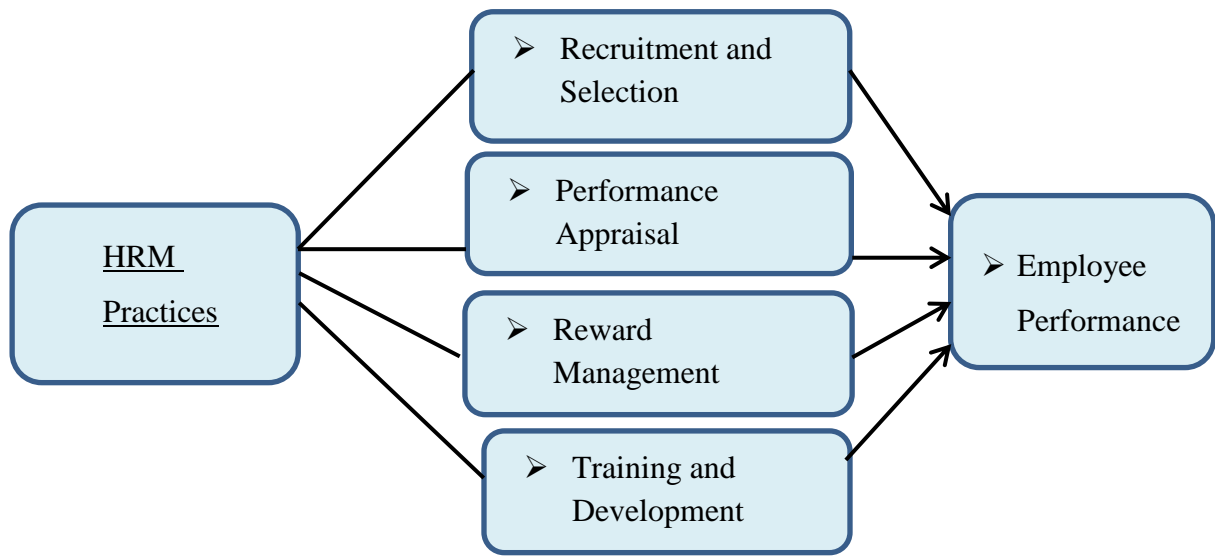 HRM
Practices
➢ Recruitment and
Selection
➢ Performance
Appraisal
➢ Reward
Management
➢ Training and
Development
➢ Employee
Performance